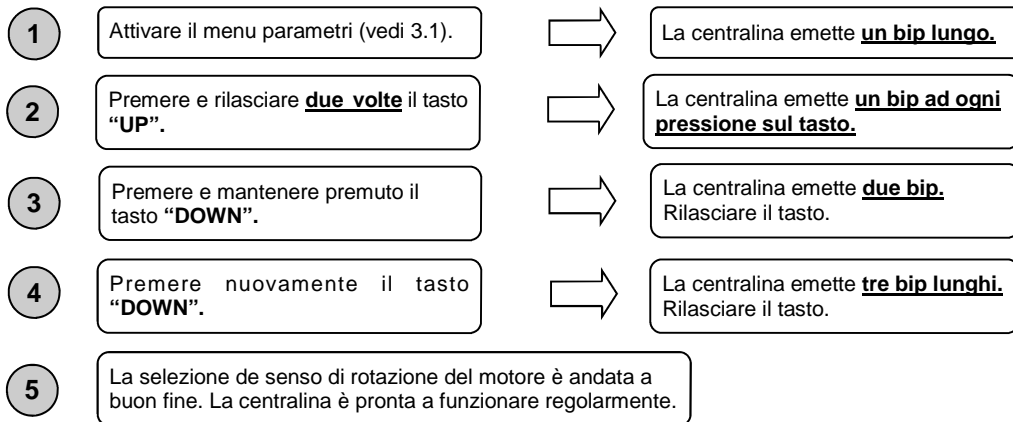 1
Attivare il menu parametri (vedi 3.1).
La centralina emette un bip lungo.
2
Premere e rilasciare due volte il tasto
“UP”.
La centralina emette un bip ad ogni
pressione sul tasto.
3
Premere e mantenere premuto il
tasto “DOWN”.
La centralina emette due bip.
Rilasciare il tasto.
4
Premere nuovamente il tasto
“DOWN”.
La centralina emette tre bip lunghi.
Rilasciare il tasto.
5
La selezione de senso di rotazione del motore è andata a
buon fine. La centralina è pronta a funzionare regolarmente.